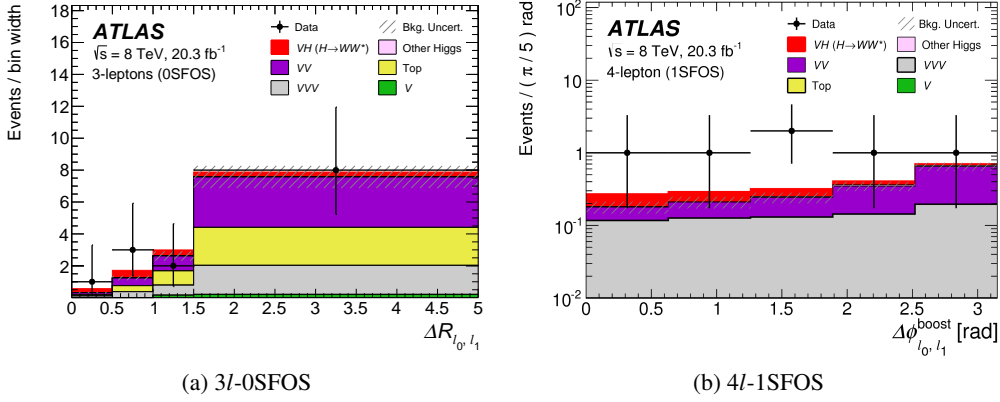 Events / bin width
18
16
14
12
10
8
6
4
2
ATLAS
√s = 8 TeV, 20.3 fb⁻¹
3-leptons (0SFOS)
Data
Bkg. Uncert.
VH (H→WW*)
Other Higgs
VV
Top
VVV
V
0 0.5 1 1.5 2 2.5 3 3.5 4 4.5 5
ΔR l₀, l₁
(a) 3l-0SFOS
Events / ( π / 5 ) rad
10²
10
1
10⁻¹
10⁻²
ATLAS
√s = 8 TeV, 20.3 fb⁻¹
4-lepton (1SFOS)
Data
Bkg. Uncert.
VH (H→WW*)
Other Higgs
VV
VVV
Top
V
0 0.5 1 1.5 2 2.5 3
Δϕ boost l₀, l₁ [rad]
(b) 4l-1SFOS